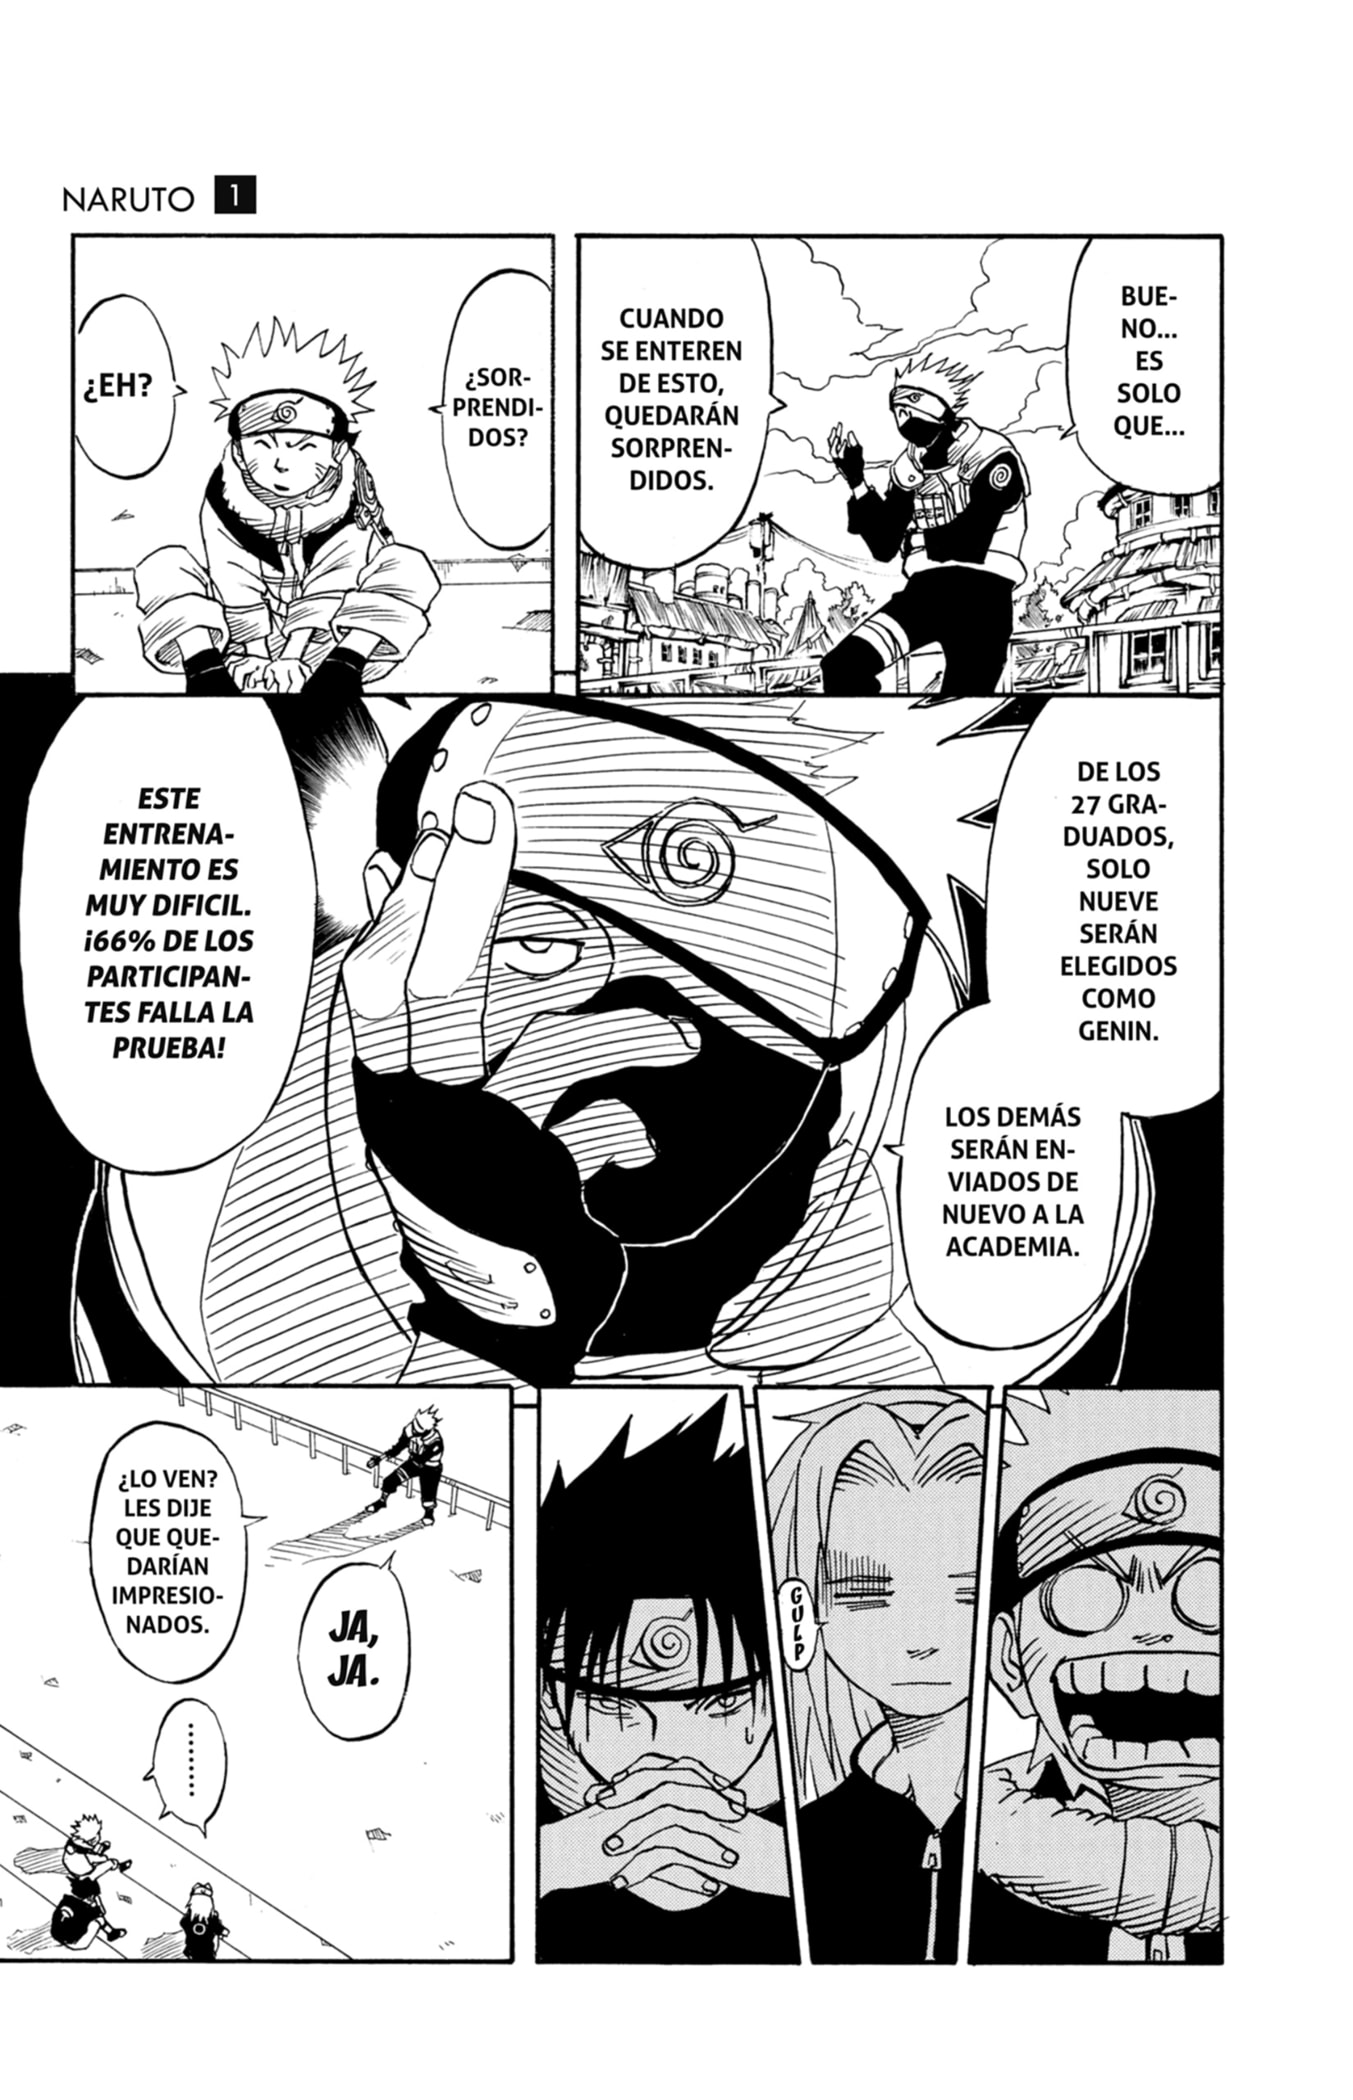 NARUTO 1
BUE-
NO...
ES
SOLO
QUE...
CUANDO
SE ENTEREN
DE ESTO,
QUEDARÁN
SORPREN-
DIDOS.
¿SOR-
PRENDI-
DOS?
¿EH?
DE LOS
27 GRA-
DUADOS,
SOLO
NUEVE
SERÁN
ELEGIDOS
COMO
GENIN.
LOS DEMÁS
SERÁN EN-
VIADOS DE
NUEVO A LA
ACADEMIA.
ESTE
ENTRENA-
MIENTO ES
MUY DIFICIL.
¡66% DE LOS
PARTICIPAN-
TES FALLA LA
PRUEBA!
GULP
JA,
JA.
¿LO VEN?
LES DIJE
QUE QUE-
DARÍAN
IMPRESIO-
NADOS.
.........